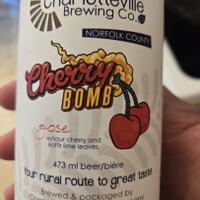 Charlotteville
Brewing Co.
NORFOLK COUNTY
Cherry
BOMB
gose
w/sour cherry and
kaffir lime leaves
473 ml beer/bière
Your rural route to great taste
Brewed & packaged by